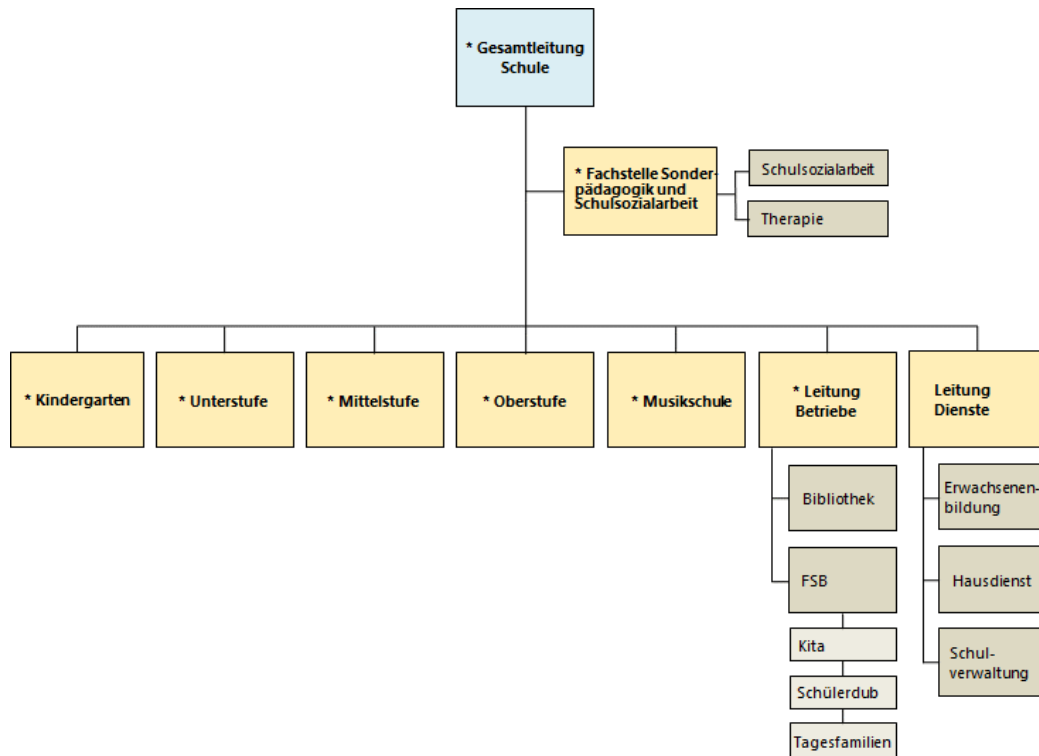 * Gesamtleitung
Schule
* Fachstelle Sonder-
pädagogik und
Schulsozialarbeit
Schulsozialarbeit
Therapie
* Kindergarten
* Unterstufe
* Mittelstufe
* Oberstufe
* Musikschule
* Leitung
Betriebe
Leitung
Dienste
Bibliothek
FSB
Kita
Schülerdub
Tagesfamilien
Erwachsenen-
bildung
Hausdienst
Schul-
verwaltung